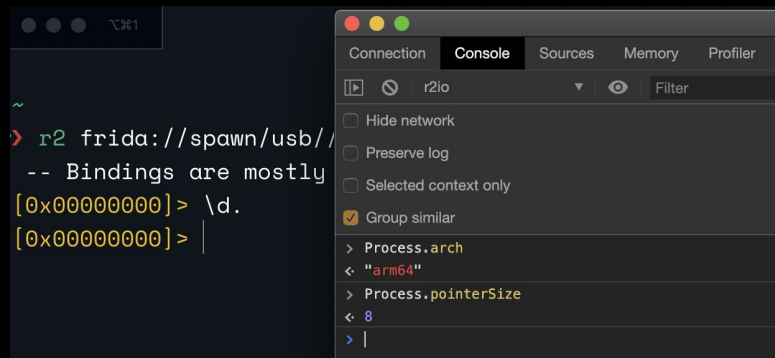 ⌥⌘1
~
❯ r2 frida://spawn/usb//
-- Bindings are mostly
[0x00000000]> \d.
[0x00000000]>
Connection Console Sources Memory Profiler
r2io ▼ Filter
Hide network
Preserve log
Selected context only
Group similar
> Process.arch
<· "arm64"
> Process.pointerSize
<· 8
>